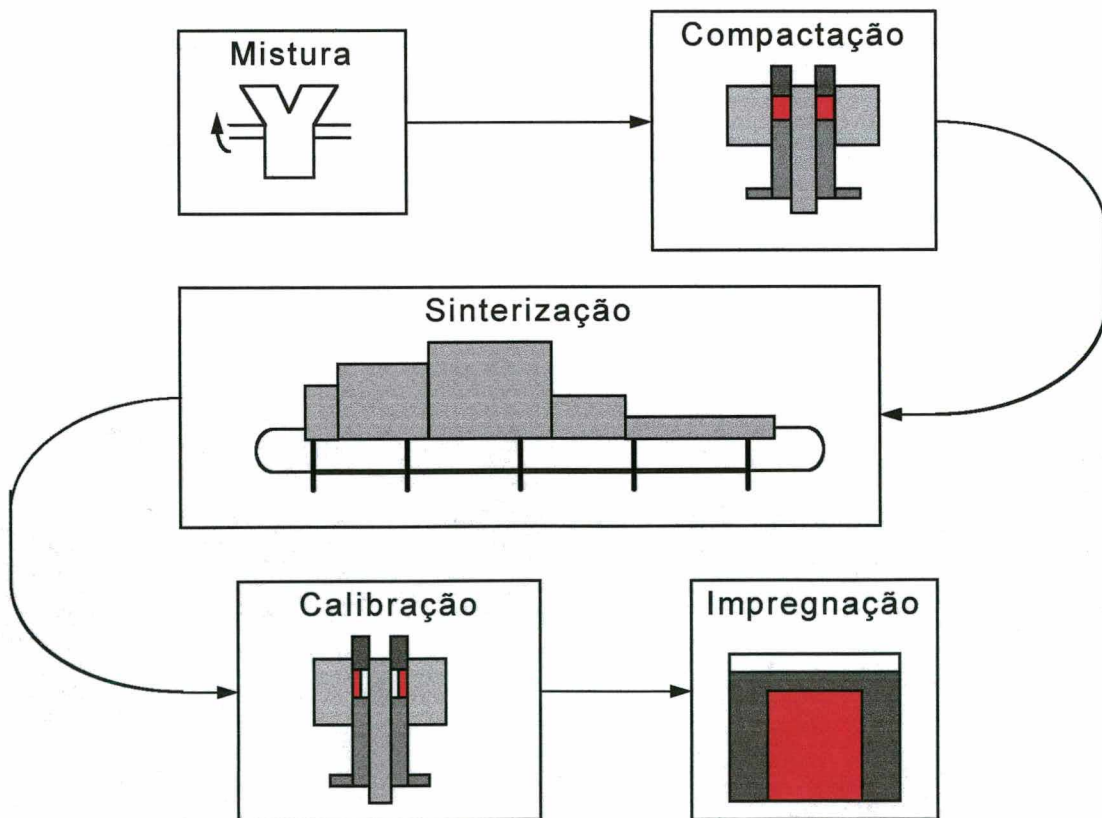 Mistura
Compactação
Sinterização
Calibração
Impregnação